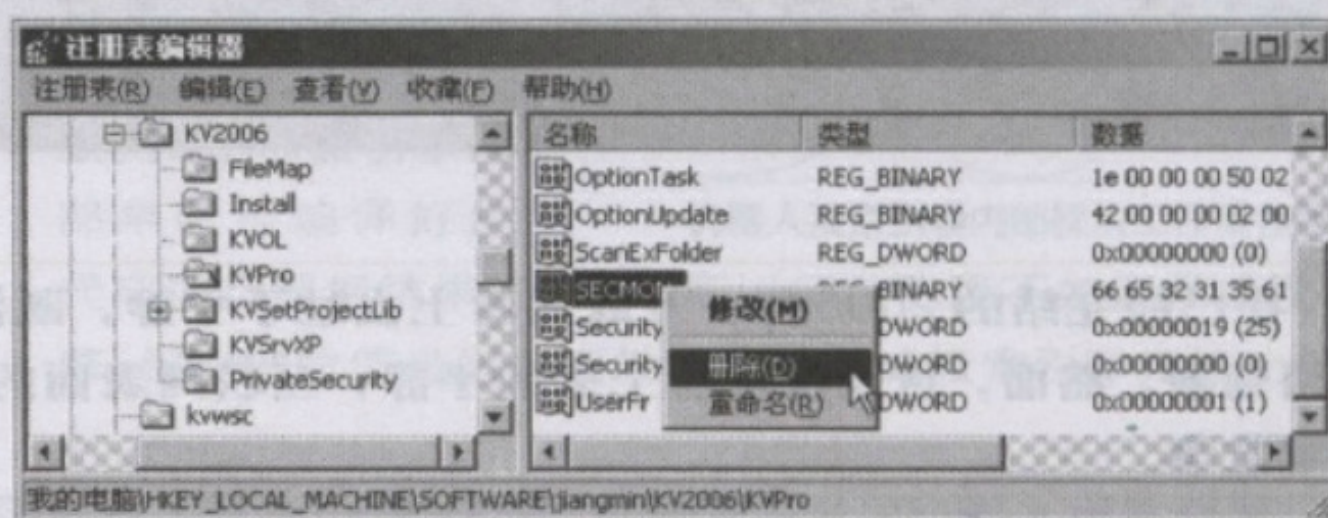 注册表编辑器
注册表(R) 编辑(E) 查看(V) 收藏(F) 帮助(H)
KV2006
FileMap
Install
KVOL
KVPro
KVSetProjectLib
KVSrvXP
PrivateSecurity
kvwsc
名称 类型 数据
OptionTask REG_BINARY 1e 00 00 00 50 02
OptionUpdate REG_BINARY 42 00 00 00 02 00
ScanExFolder REG_DWORD 0x00000000 (0)
SECMO BINARY 66 65 32 31 35 61
Security DWORD 0x00000019 (25)
Security DWORD 0x00000000 (0)
UserFr DWORD 0x00000001 (1)
修改(M)
删除(D)
重命名(R)
我的电脑\HKEY_LOCAL_MACHINE\SOFTWARE\jiangmin\KV2006\KVPro